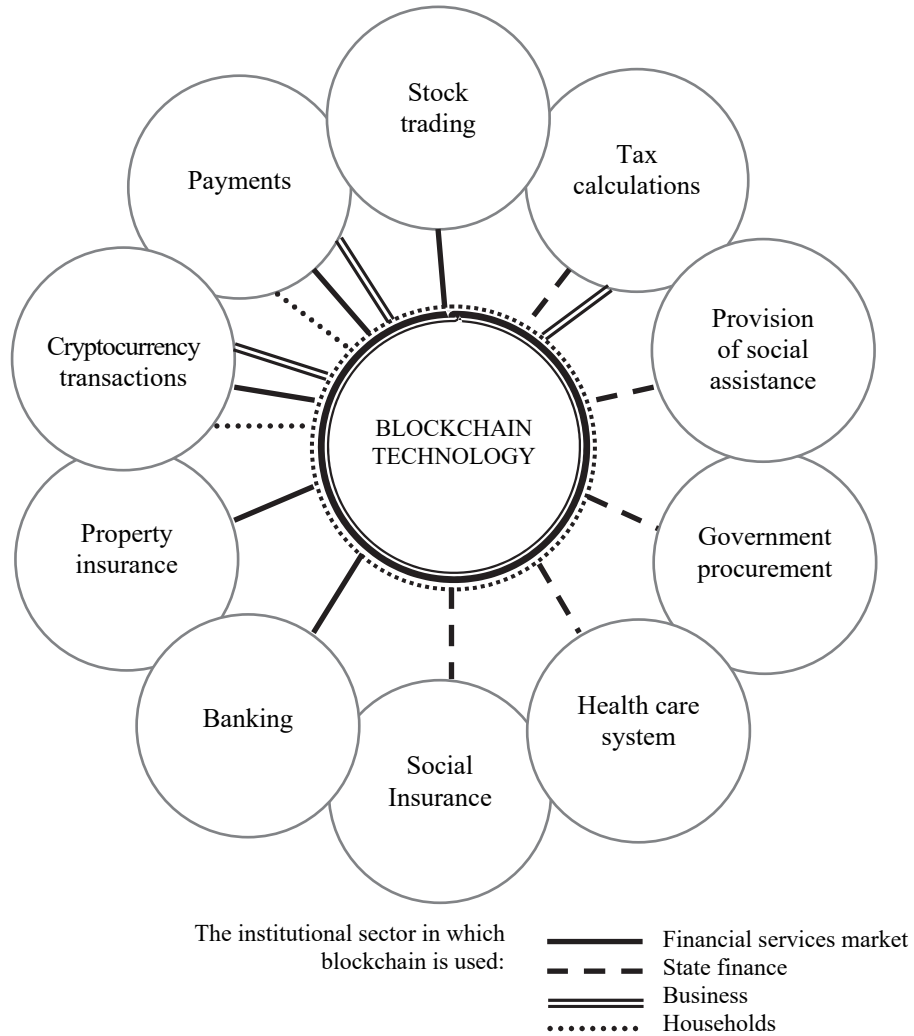 Stock
trading
Tax
calculations
Payments
Provision
of social
assistance
Cryptocurrency
transactions
BLOCKCHAIN
TECHNOLOGY
Property
insurance
Government
procurement
Banking
Health care
system
Social
Insurance
The institutional sector in which
blockchain is used:
Financial services market
State finance
Business
Households